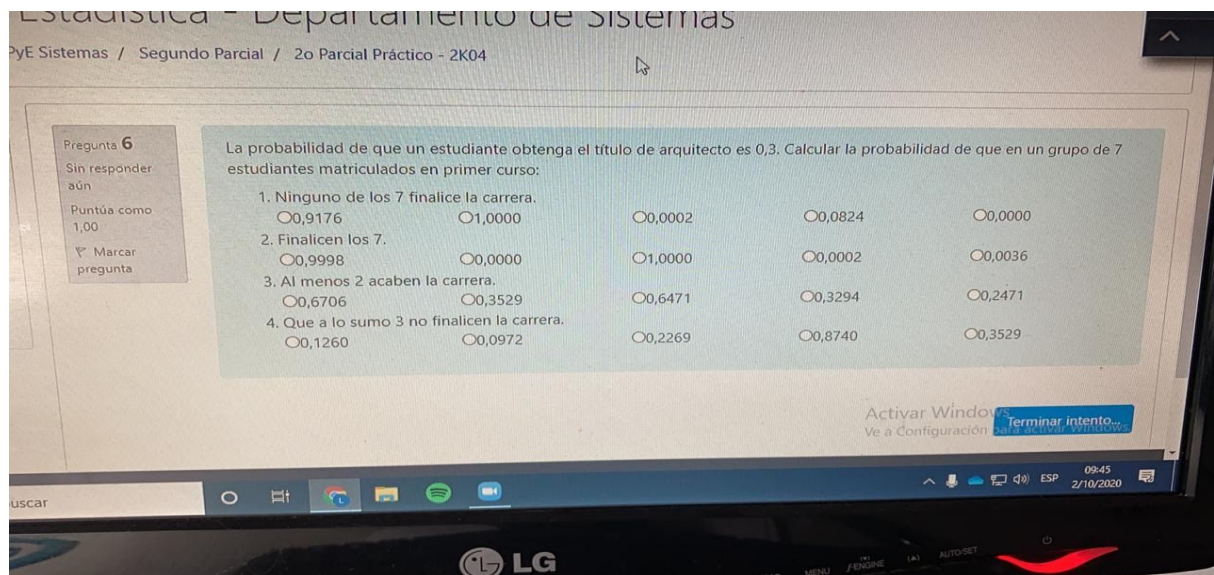 Estadística - Departamento de Sistemas
PyE Sistemas / Segundo Parcial / 2o Parcial Práctico - 2K04
Pregunta 6
Sin responder
aún
Puntúa como
1,00
Marcar
pregunta
La probabilidad de que un estudiante obtenga el título de arquitecto es 0,3. Calcular la probabilidad de que en un grupo de 7
estudiantes matriculados en primer curso:
1. Ninguno de los 7 finalice la carrera.
0,9176 1,0000 0,0002 0,0824 0,0000
2. Finalicen los 7.
0,9998 0,0000 1,0000 0,0002 0,0036
3. Al menos 2 acaben la carrera.
0,6706 0,3529 0,6471 0,3294 0,2471
4. Que a lo sumo 3 no finalicen la carrera.
0,1260 0,0972 0,2269 0,8740 0,3529
Activar Windows
Ve a Configuración para activar Windows
Terminar intento...
uscar
ESP
09:45
2/10/2020
LG
MENU
AUTO/SET